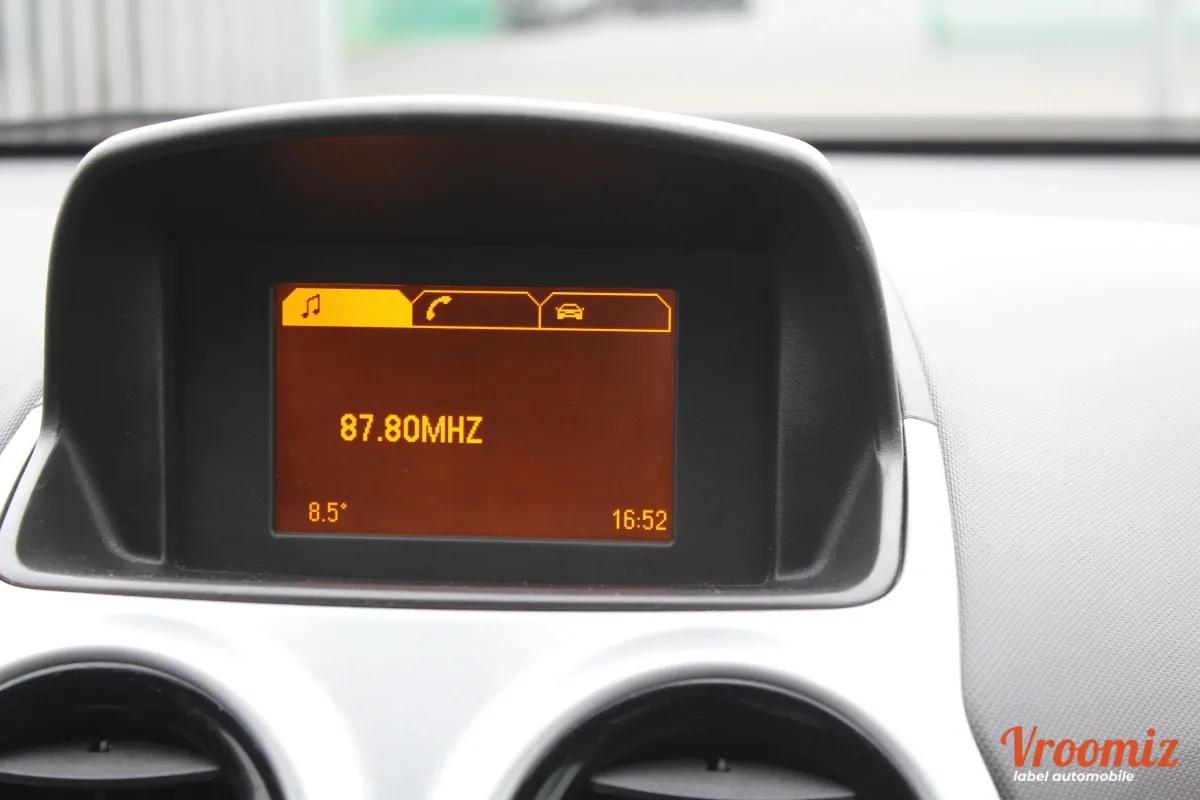 87.80MHZ
8.5° 16:52
Vroomiz
label automobile